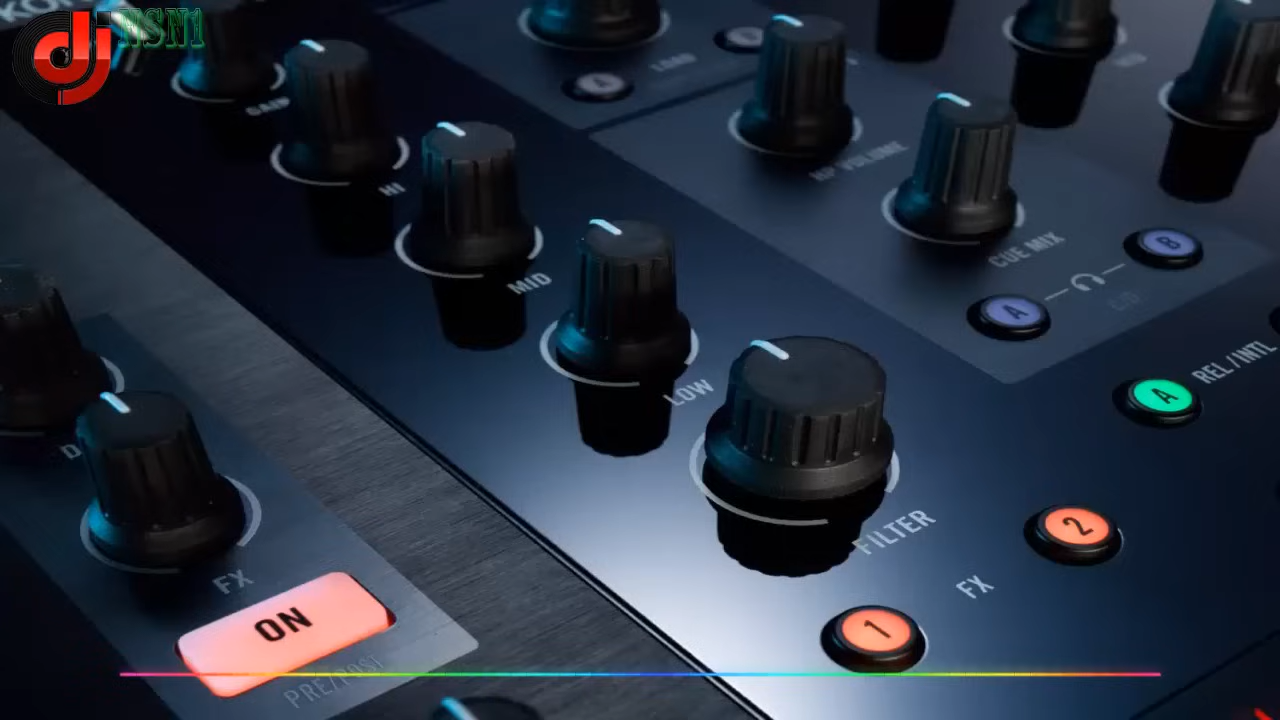 dj NSN1
GAIN
HI
MID
LOW
FILTER
FX
1
2
LOAD
A
HP VOLUME
CUE MIX
A
B
A
REL/INTL
FX
ON
PRE/POST